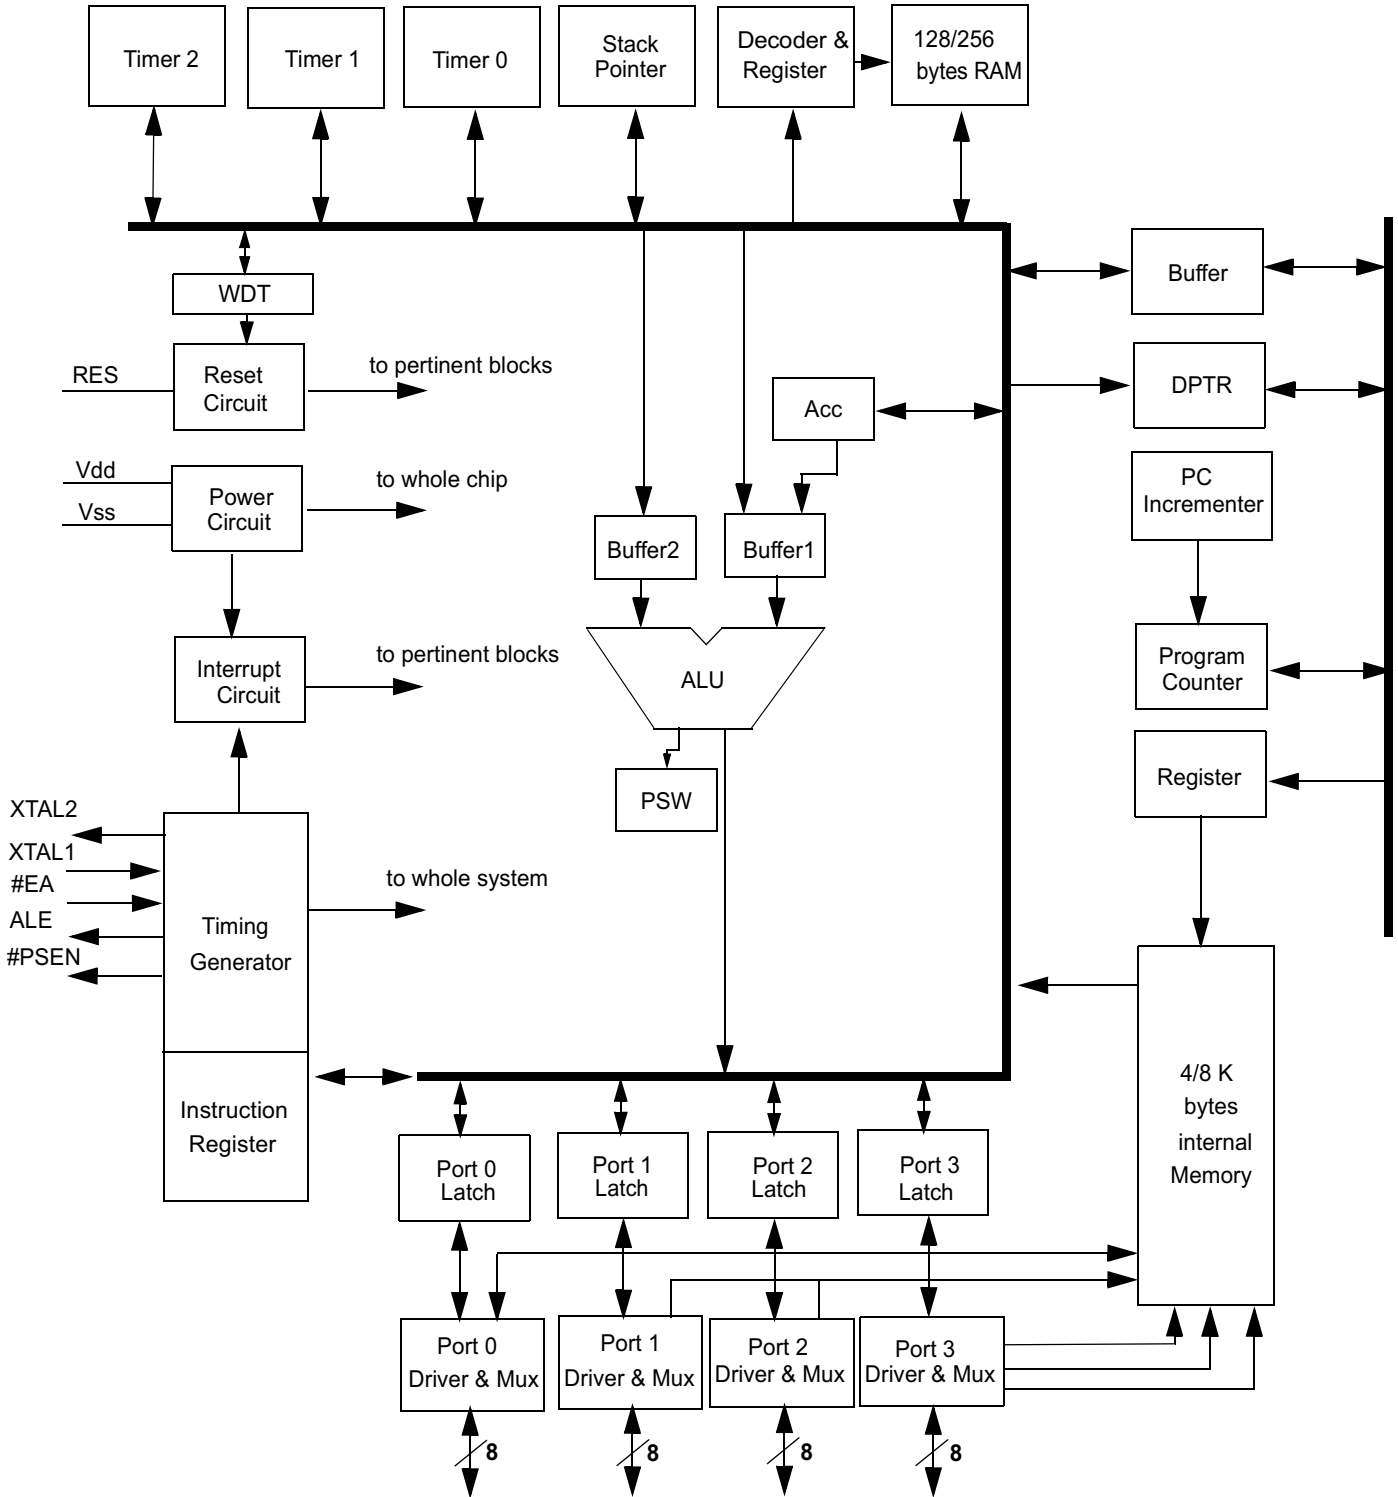 Timer 2
Timer 1
Timer 0
Stack
Pointer
Decoder &
Register
128/256
bytes RAM
WDT
Buffer
RES
Reset
Circuit
to pertinent blocks
Acc
DPTR
Vdd
Vss
Power
Circuit
to whole chip
PC
Incrementer
Buffer2
Buffer1
Interrupt
Circuit
to pertinent blocks
ALU
Program
Counter
PSW
Register
XTAL2
XTAL1
#EA
ALE
#PSEN
Timing
Generator
to whole system
Instruction
Register
4/8 K
bytes
internal
Memory
Port 0
Latch
Port 1
Latch
Port 2
Latch
Port 3
Latch
Port 0
Driver & Mux
Port 1
Driver & Mux
Port 2
Driver & Mux
Port 3
Driver & Mux
8
8
8
8